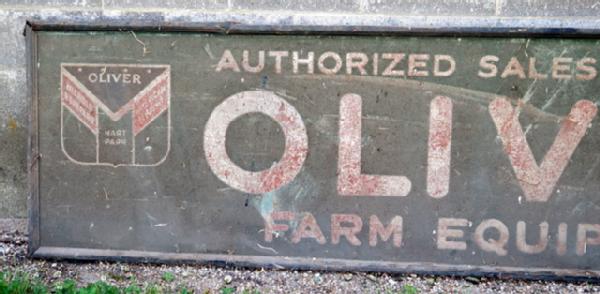 OLIVER
HART
PARR
AUTHORIZED SALES
OLIV
FARM EQUIP